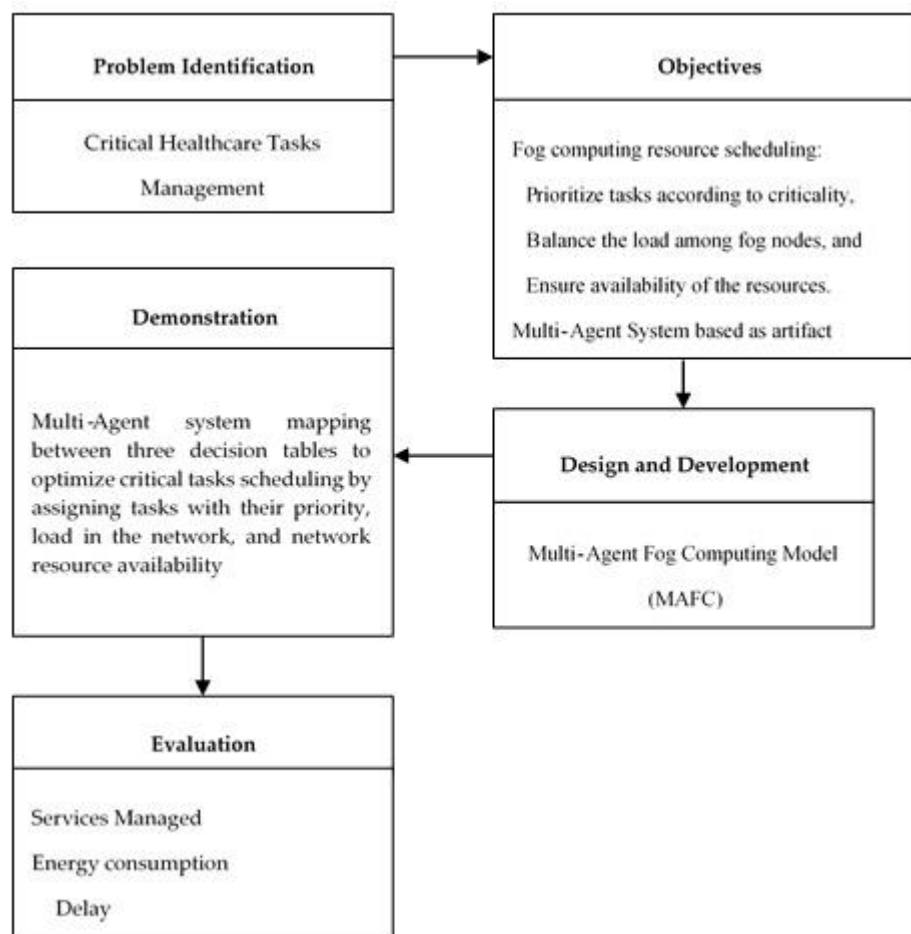 Problem Identification
Critical Healthcare Tasks
Management
Objectives
Fog computing resource scheduling:
Prioritize tasks according to criticality,
Balance the load among fog nodes, and
Ensure availability of the resources.
Multi-Agent System based as artifact
Design and Development
Multi-Agent Fog Computing Model
(MAFC)
Demonstration
Multi-Agent system mapping
between three decision tables to
optimize critical tasks scheduling by
assigning tasks with their priority,
load in the network, and network
resource availability
Evaluation
Services Managed
Energy consumption
Delay